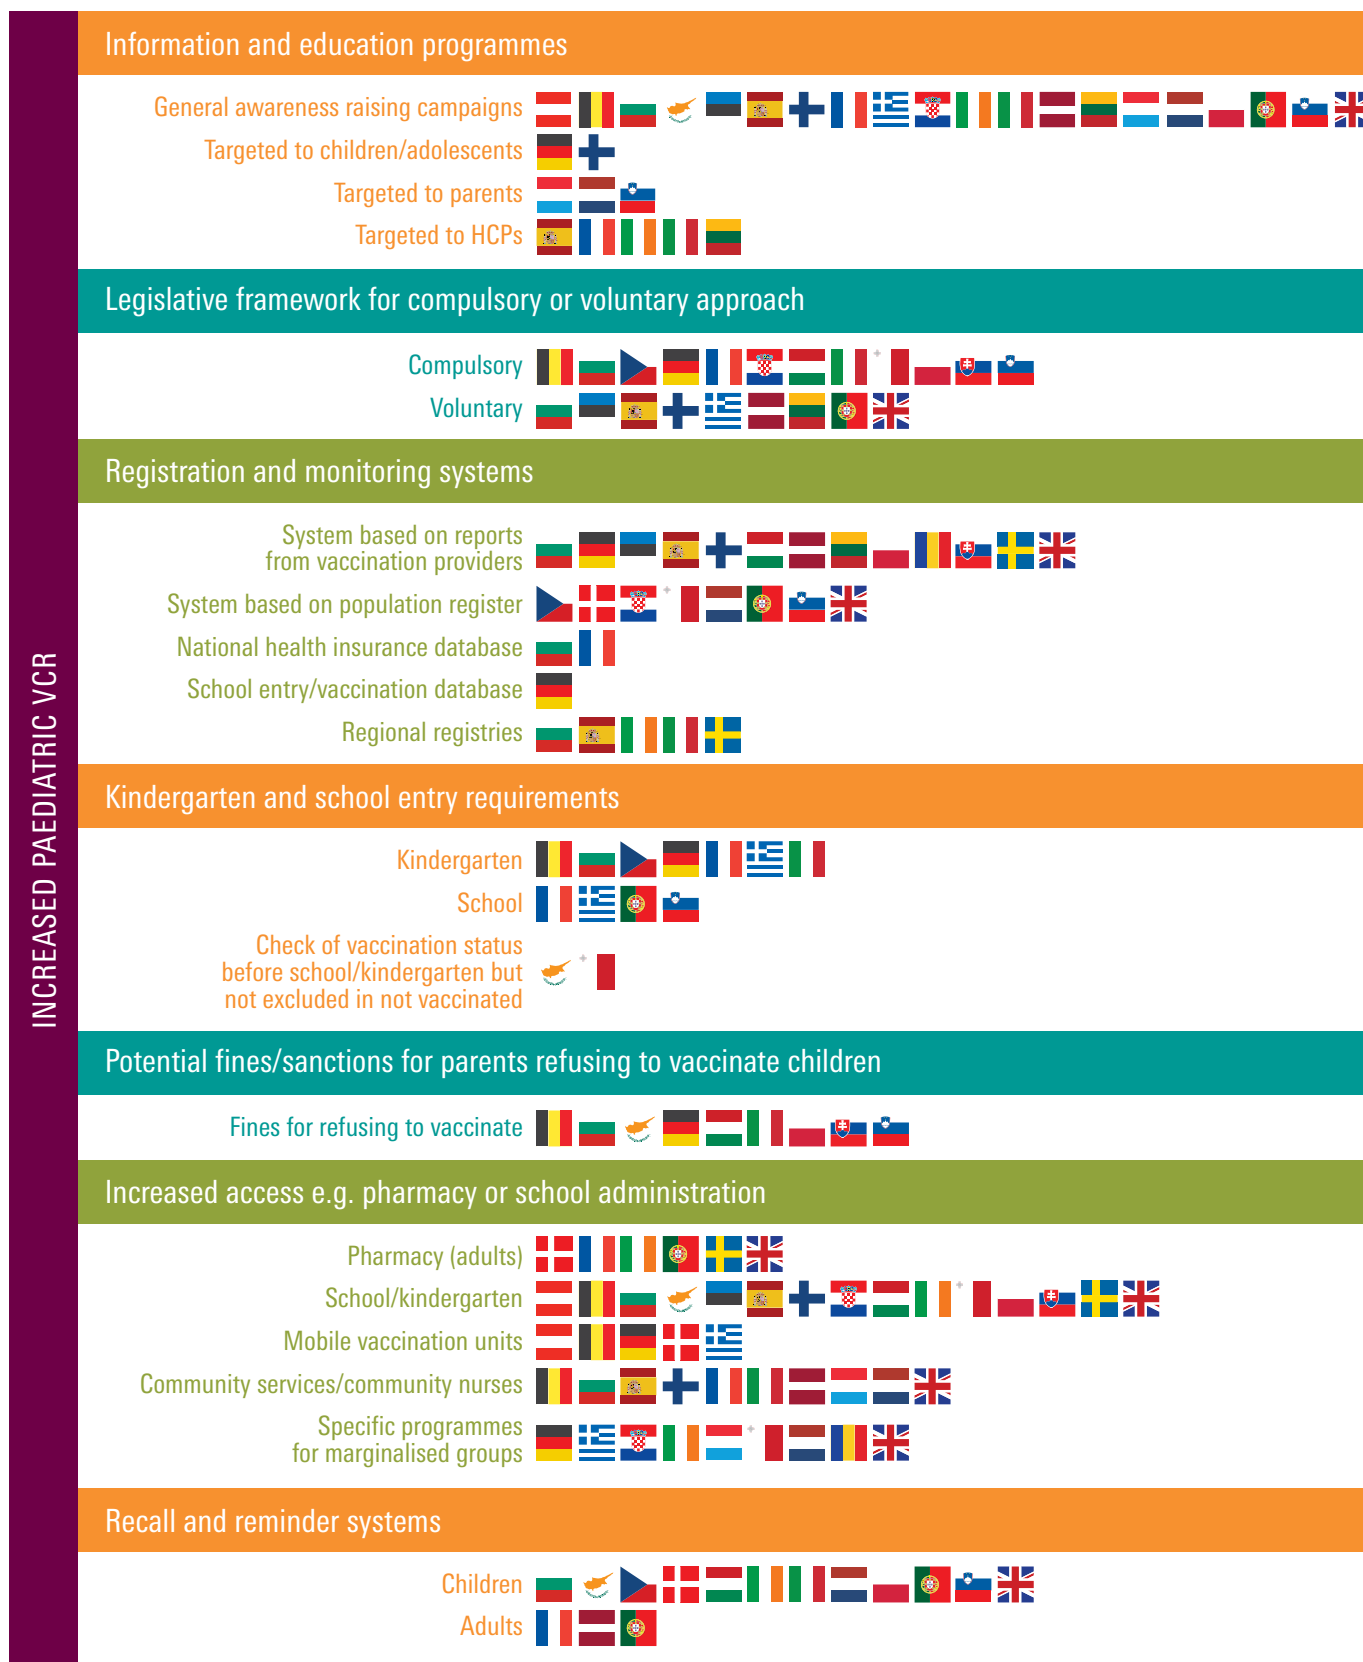 INCREASED PAEDIATRIC VCR
Information and education programmes
General awareness raising campaigns
Targeted to children/adolescents
Targeted to parents
Targeted to HCPs
Legislative framework for compulsory or voluntary approach
Compulsory
Voluntary
Registration and monitoring systems
System based on reports
from vaccination providers
System based on population register
National health insurance database
School entry/vaccination database
Regional registries
Kindergarten and school entry requirements
Kindergarten
School
Check of vaccination status
before school/kindergarten but
not excluded in not vaccinated
Potential fines/sanctions for parents refusing to vaccinate children
Fines for refusing to vaccinate
Increased access e.g. pharmacy or school administration
Pharmacy (adults)
School/kindergarten
Mobile vaccination units
Community services/community nurses
Specific programmes
for marginalised groups
Recall and reminder systems
Children
Adults